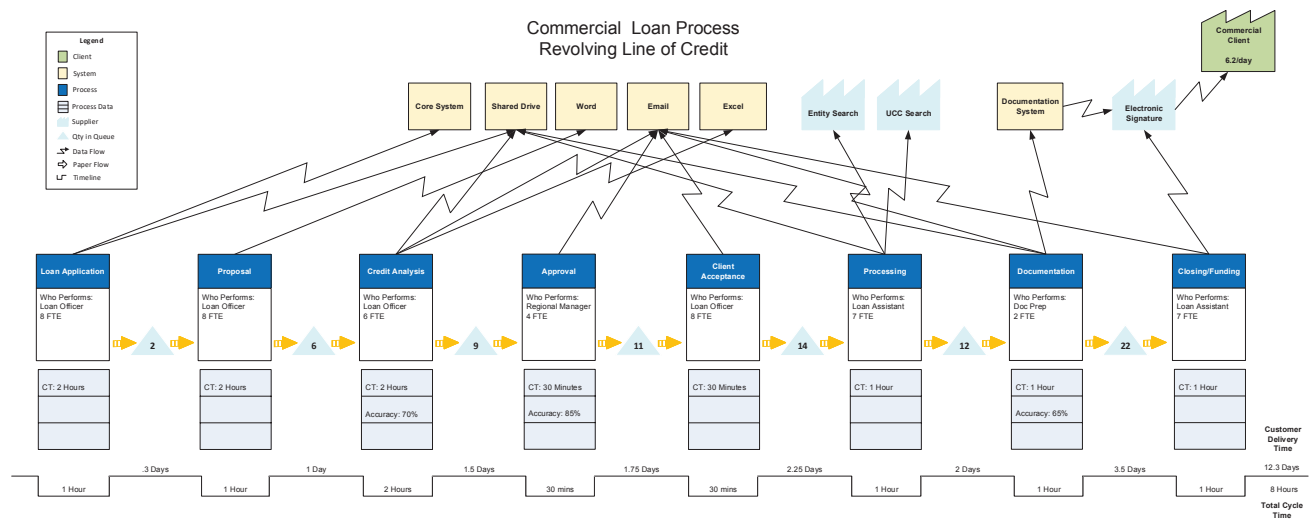 Commercial Loan Process
Revolving Line of Credit
Legend
Client
System
Process
Process Data
Supplier
Qty in Queue
Data Flow
Paper Flow
Timeline
Commercial
Client
6.2/day
Core System
Shared Drive
Word
Email
Excel
Entity Search
UCC Search
Documentation
System
Electronic
Signature
Loan Application
Who Performs:
Loan Officer
8 FTE
2
Proposal
Who Performs:
Loan Officer
8 FTE
6
Credit Analysis
Who Performs:
Loan Officer
6 FTE
9
Approval
Who Performs:
Regional Manager
4 FTE
11
Client
Acceptance
Who Performs:
Loan Officer
8 FTE
14
Processing
Who Performs:
Loan Assistant
7 FTE
12
Documentation
Who Performs:
Doc Prep
2 FTE
22
Closing/Funding
Who Performs:
Loan Assistant
7 FTE
CT: 2 Hours
CT: 2 Hours
CT: 2 Hours
Accuracy: 70%
CT: 30 Minutes
Accuracy: 85%
CT: 30 Minutes
CT: 1 Hour
CT: 1 Hour
Accuracy: 65%
CT: 1 Hour
Customer
Delivery
Time
.3 Days
1 Day
1.5 Days
1.75 Days
2.25 Days
2 Days
3.5 Days
12.3 Days
1 Hour
1 Hour
2 Hours
30 mins
30 mins
1 Hour
1 Hour
1 Hour
8 Hours
Total Cycle
Time